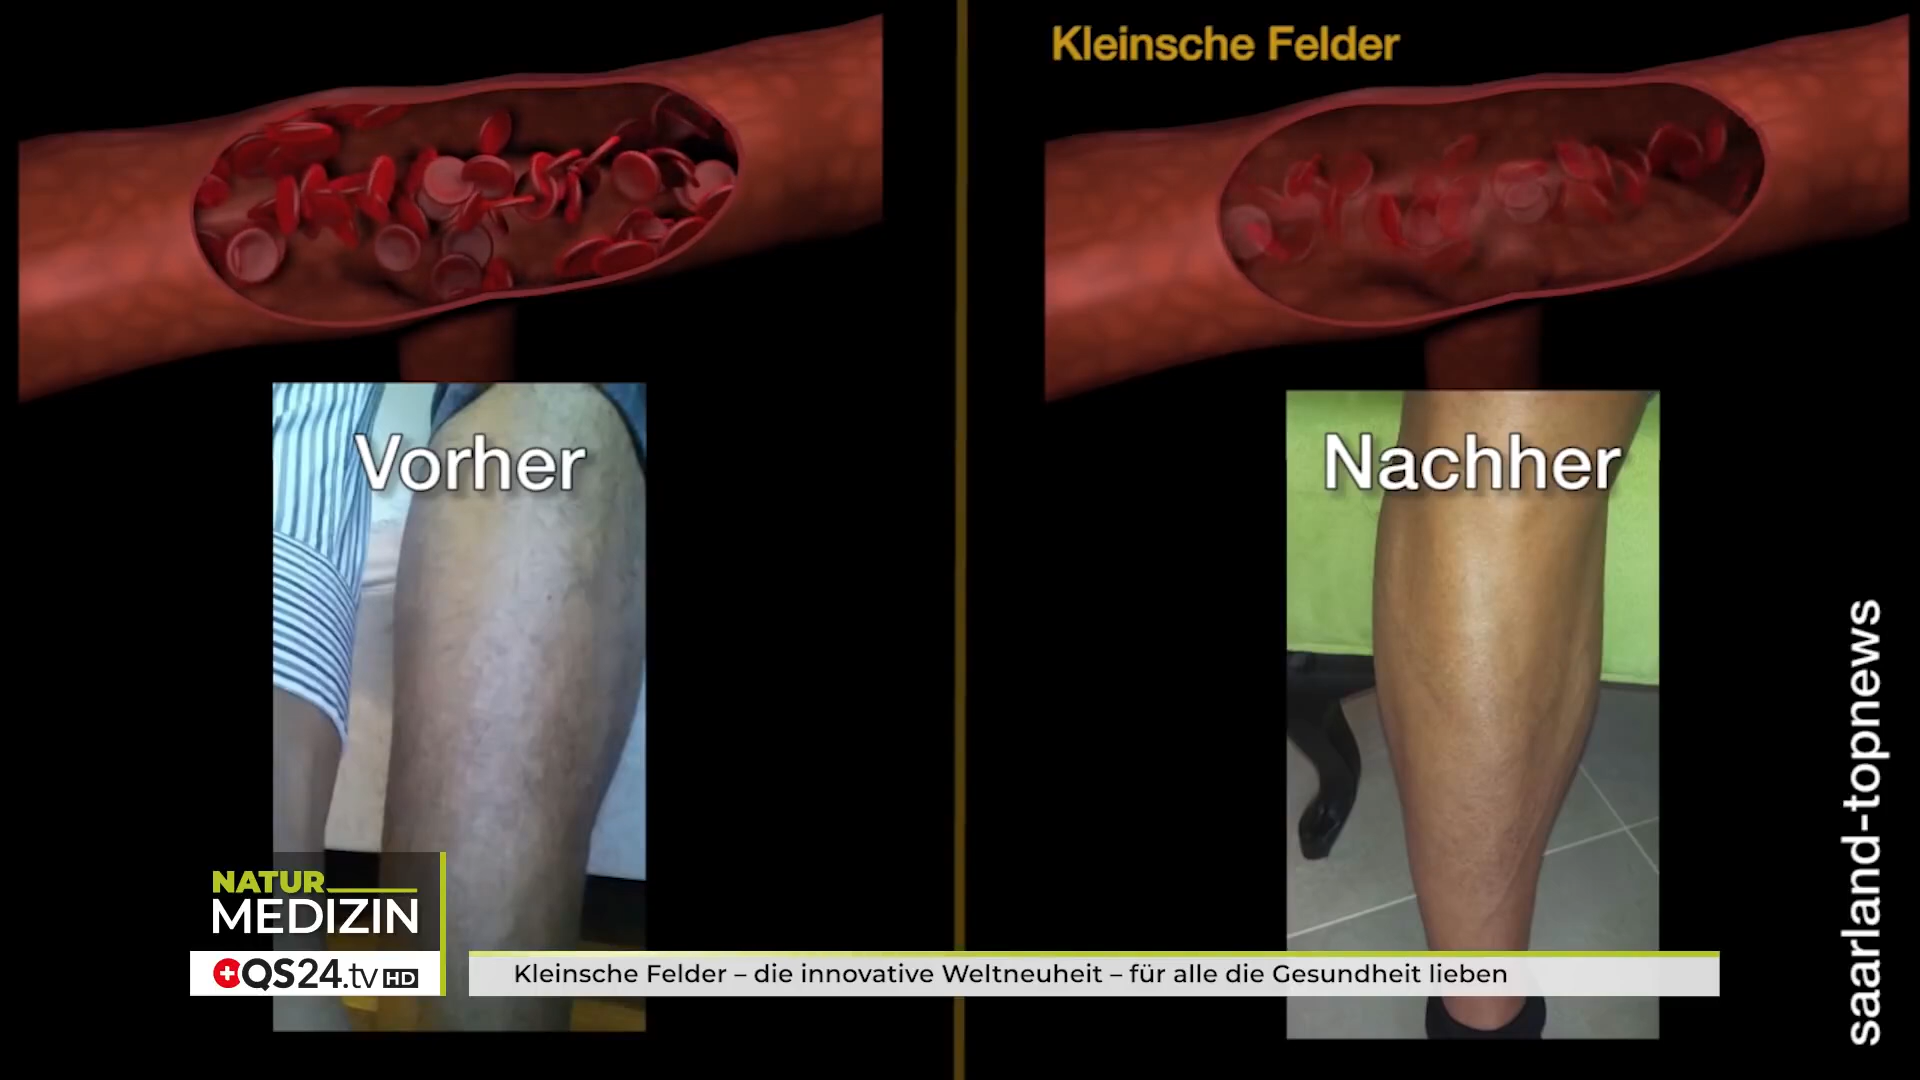 Kleinsche Felder
Vorher
Nachher
saarland-topnews
NATUR
MEDIZIN
QS24.tv HD
Kleinsche Felder – die innovative Weltneuheit – für alle die Gesundheit lieben